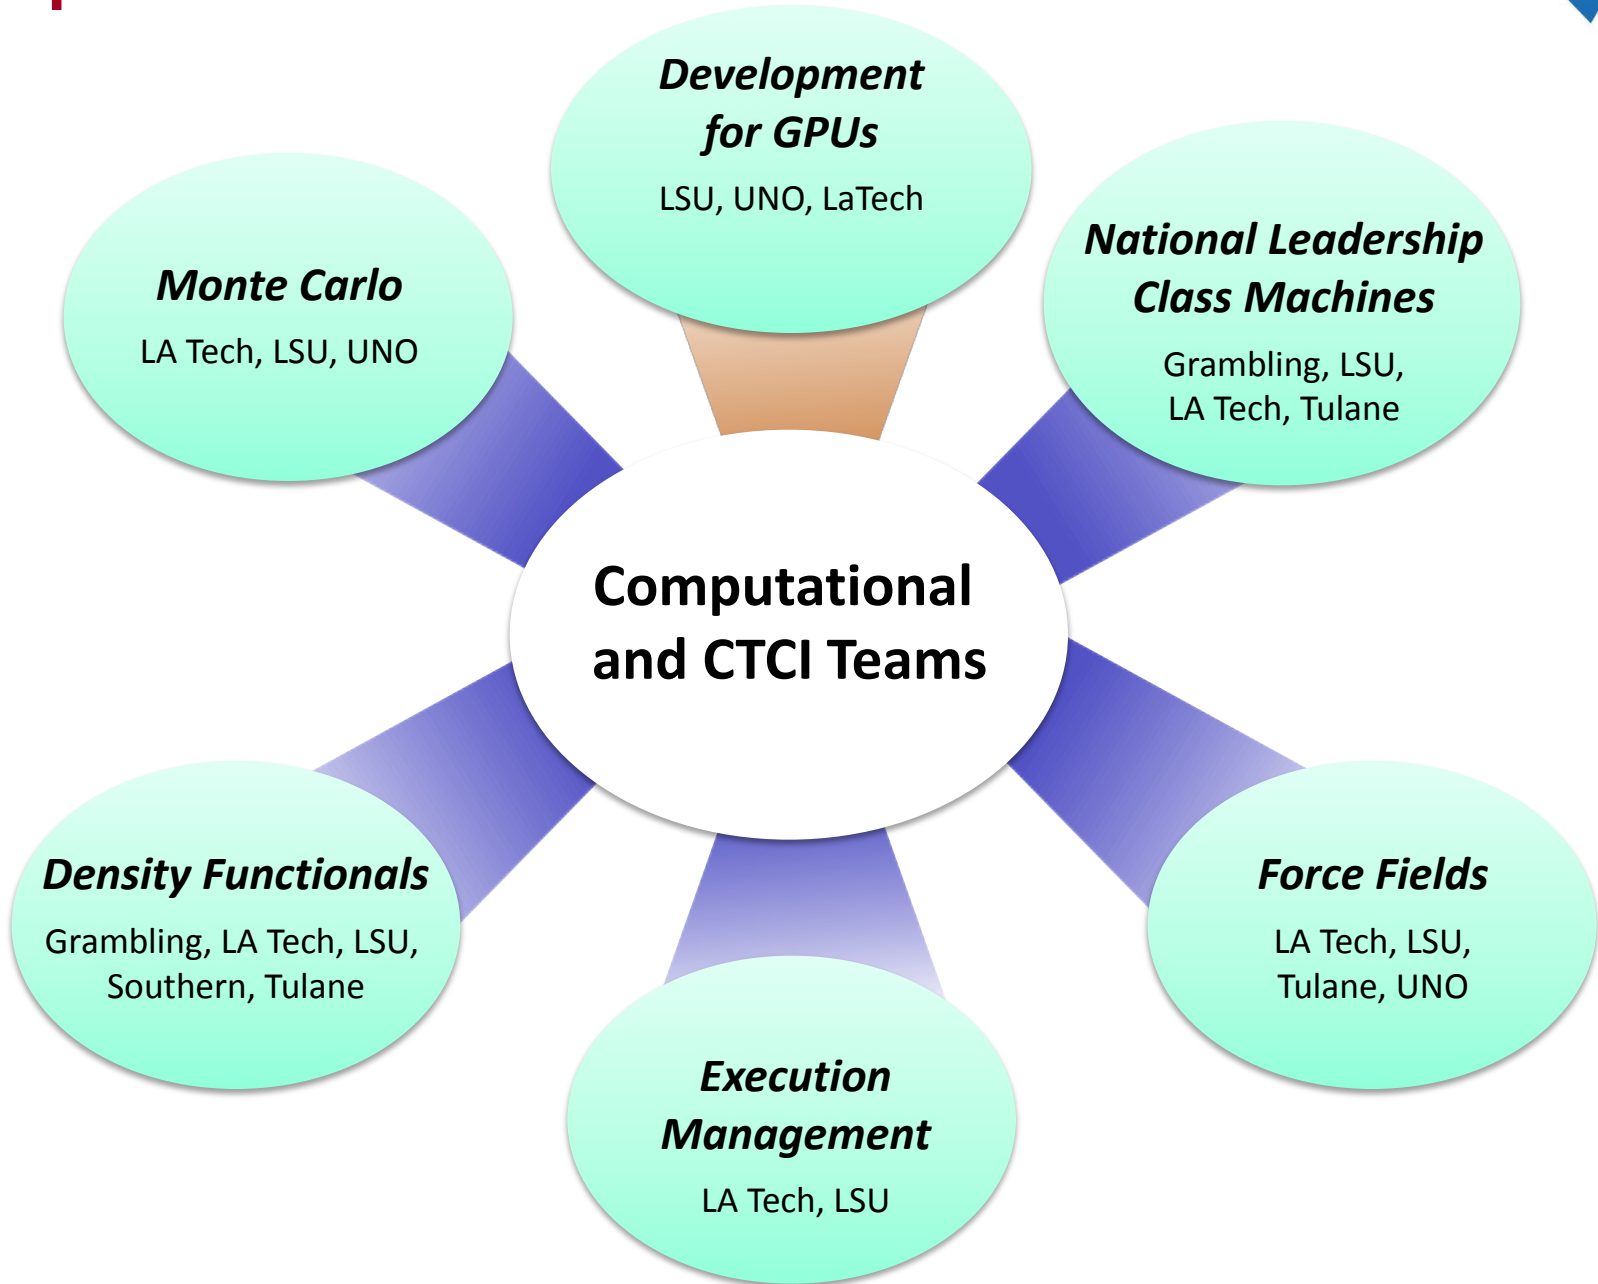 Development
for GPUs
LSU, UNO, LaTech
National Leadership
Class Machines
Grambling, LSU,
LA Tech, Tulane
Monte Carlo
LA Tech, LSU, UNO
Computational
and CTCI Teams
Density Functionals
Grambling, LA Tech, LSU,
Southern, Tulane
Force Fields
LA Tech, LSU,
Tulane, UNO
Execution
Management
LA Tech, LSU